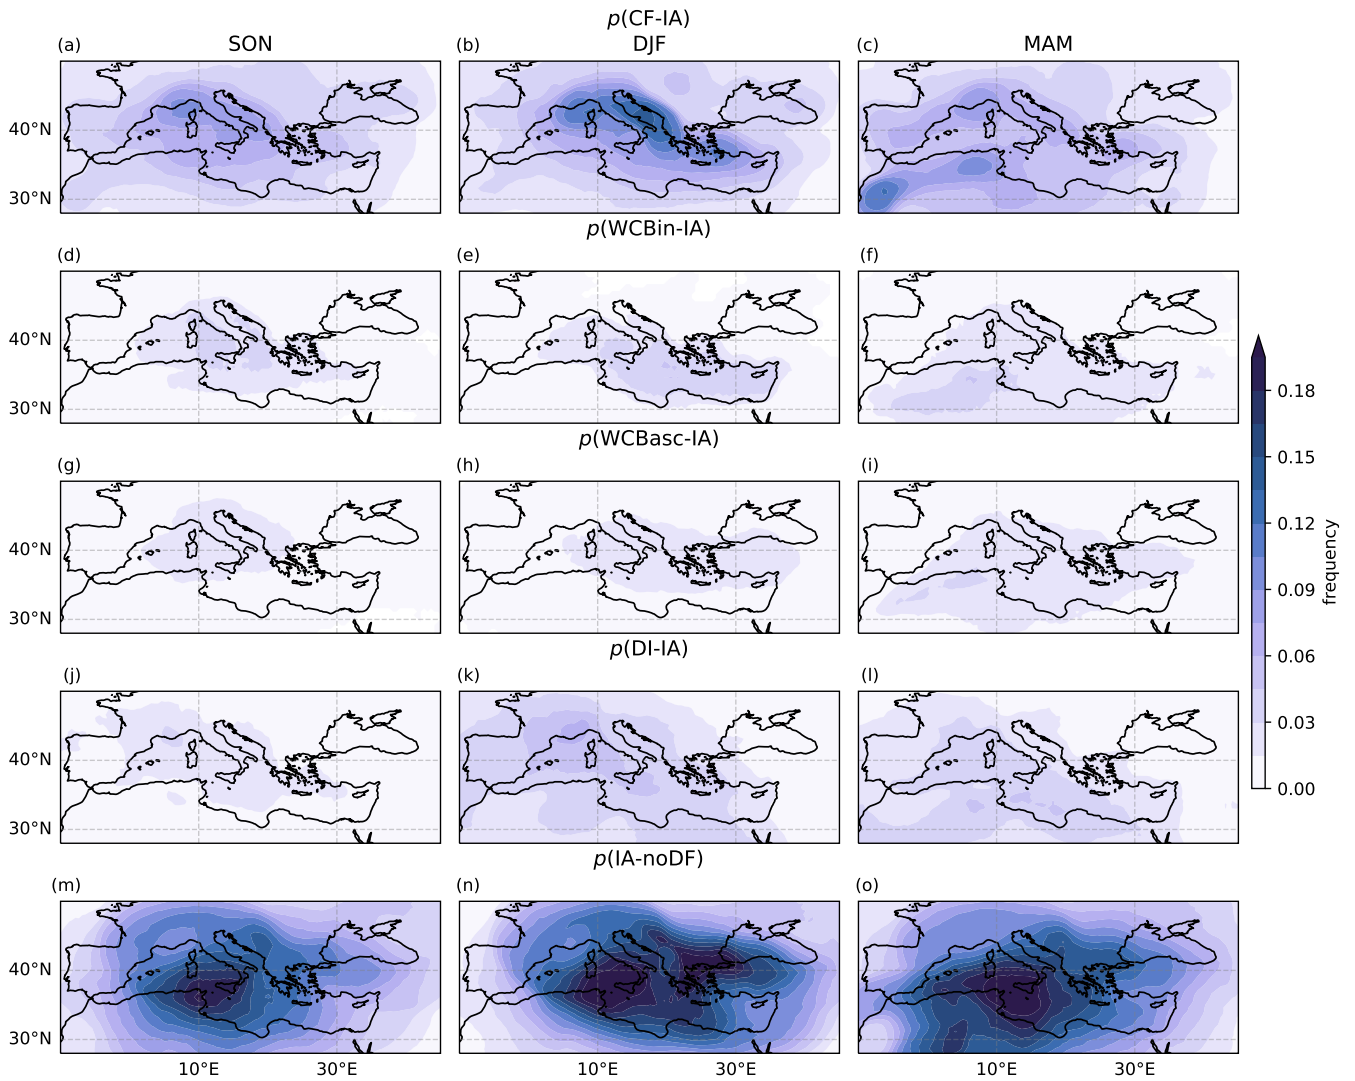 p(CF-IA)
(a) SON (b) DJF (c) MAM
40°N
30°N
p(WCBin-IA)
(d) (e) (f)
40°N
30°N
p(WCBasc-IA)
(g) (h) (i)
40°N
30°N
p(DI-IA)
(j) (k) (l)
40°N
30°N
p(IA-noDF)
(m) (n) (o)
40°N
30°N
10°E 30°E 10°E 30°E 10°E 30°E
0.18
0.15
0.12
0.09
0.06
0.03
0.00
frequency